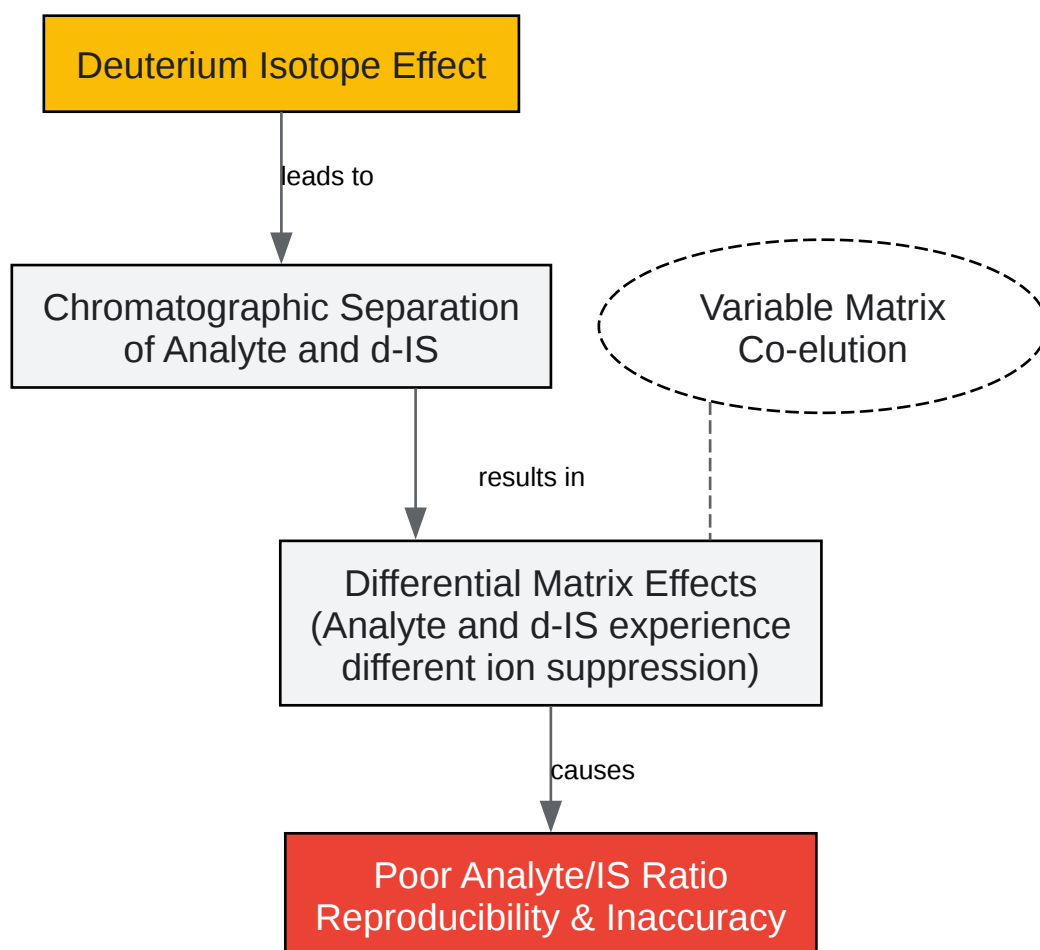 Deuterium Isotope Effect
leads to
Chromatographic Separation
of Analyte and d-IS
Variable Matrix
Co-elution
results in
Differential Matrix Effects
(Analyte and d-IS experience
different ion suppression)
causes
Poor Analyte/IS Ratio
Reproducibility & Inaccuracy